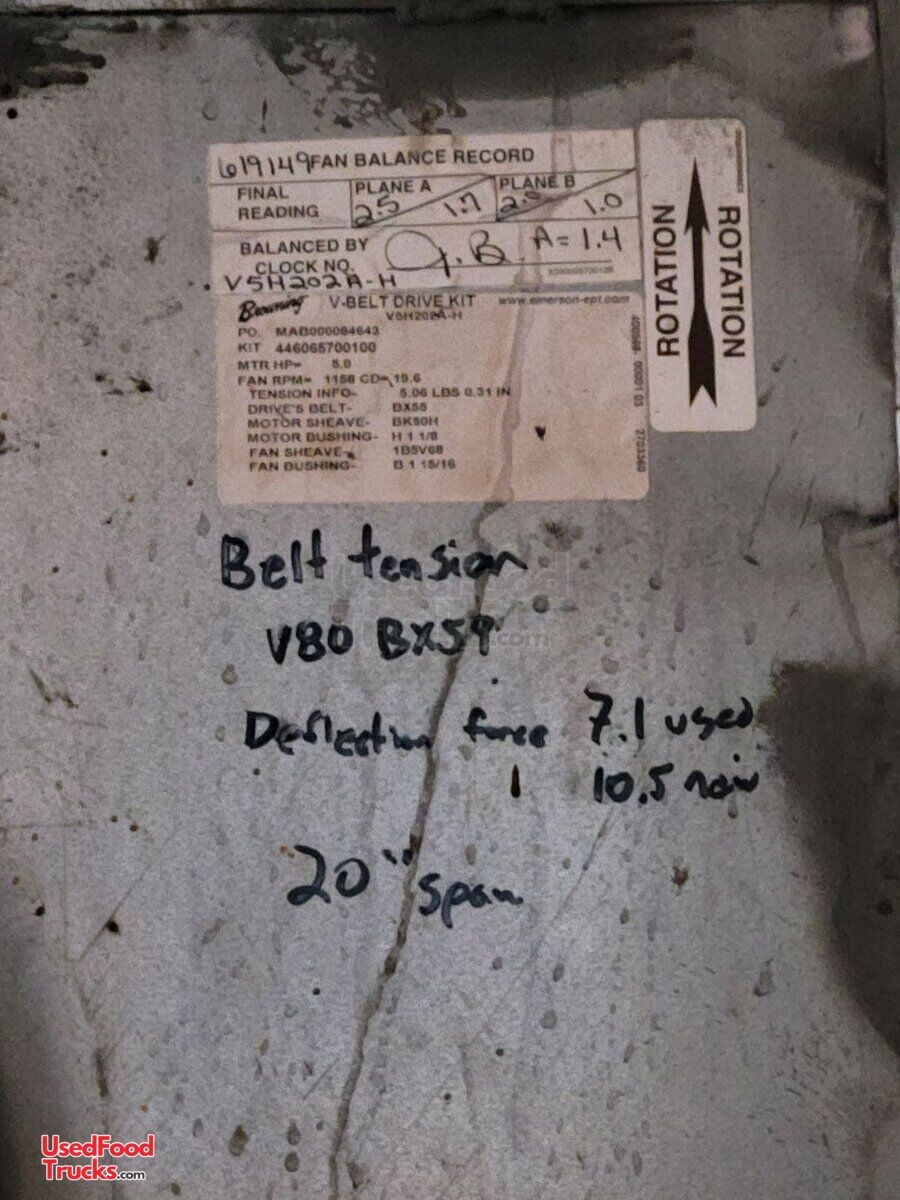 619149 FAN BALANCE RECORD
FINAL READING PLANE A 2.5 1.7 PLANE B 1.0
BALANCED BY J.B. A=1.4
CLOCK NO.
V5H202A-H
Browning V-BELT DRIVE KIT www.emerson-ept.com
V5H202A-H
PO. MAB000084643
KIT 446065700100
MTR HP= 5.0
FAN RPM= 1158 CD= 19.6
TENSION INFO- 5.06 LBS 0.31 IN
DRIVE'S BELT- BX55
MOTOR SHEAVE- BK50H
MOTOR BUSHING- H 1 1/8
FAN SHEAVE- 1B5V68
FAN BUSHING- B 1 15/16
ROTATION
ROTATION
Belt tension
V80 BX59
Deflection force 7.1 used
10.5 new
20" span
UsedFood
Trucks.com